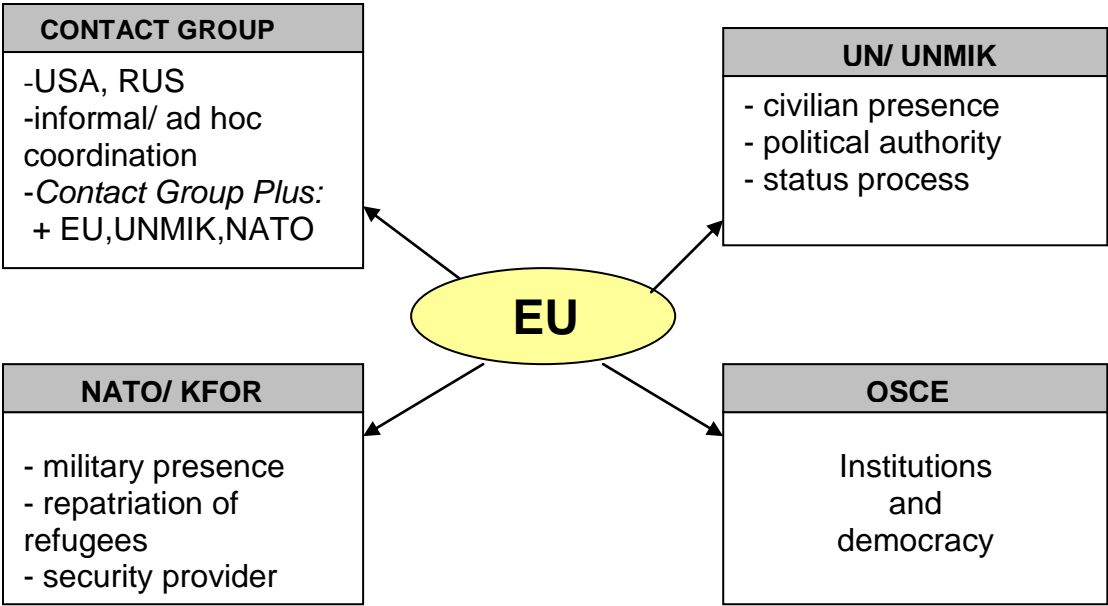 CONTACT GROUP
-USA, RUS
-informal/ ad hoc
coordination
-Contact Group Plus:
+ EU,UNMIK,NATO
UN/ UNMIK
- civilian presence
- political authority
- status process
EU
NATO/ KFOR
- military presence
- repatriation of
refugees
- security provider
OSCE
Institutions
and
democracy